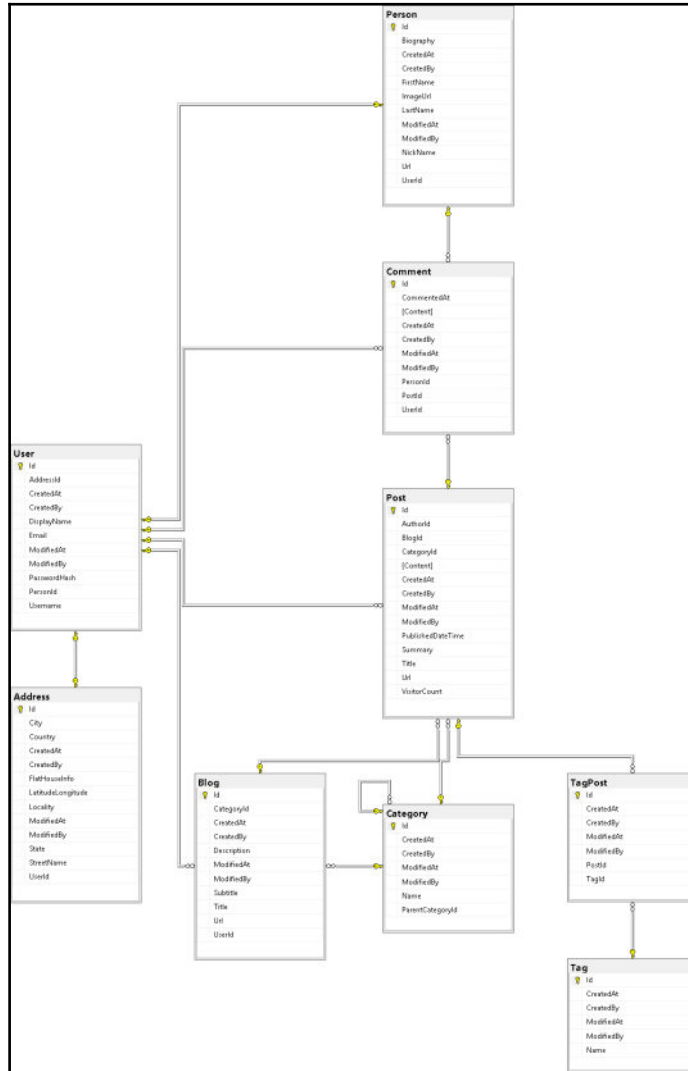 Person
Id
Biography
CreatedAt
CreatedBy
FirstName
ImageUrl
LastName
ModifiedAt
ModifiedBy
NickName
Url
UserId
Comment
Id
CommentedAt
[Content]
CreatedAt
CreatedBy
ModifiedAt
ModifiedBy
PersonId
PostId
UserId
User
Id
AddressId
CreatedAt
CreatedBy
DisplayName
Email
ModifiedAt
ModifiedBy
PasswordHash
PersonId
Username
Post
Id
AuthorId
BlogId
CategoryId
[Content]
CreatedAt
CreatedBy
ModifiedAt
ModifiedBy
PublishedDateTime
Summary
Title
Url
VisitorCount
Address
Id
City
Country
CreatedAt
CreatedBy
FlatHouseInfo
LatitudeLongitude
Locality
ModifiedAt
ModifiedBy
State
StreetName
UserId
Blog
Id
CategoryId
CreatedAt
CreatedBy
Description
ModifiedAt
ModifiedBy
Subtitle
Title
Url
UserId
Category
Id
CreatedAt
CreatedBy
ModifiedAt
ModifiedBy
Name
ParentCategoryId
TagPost
Id
CreatedAt
CreatedBy
ModifiedAt
ModifiedBy
PostId
TagId
Tag
Id
CreatedAt
CreatedBy
ModifiedAt
ModifiedBy
Name